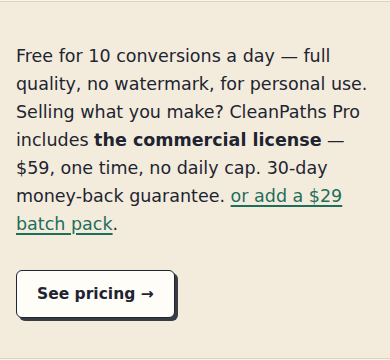 Free for 10 conversions a day — full
quality, no watermark, for personal use.
Selling what you make? CleanPaths Pro
includes the commercial license —
$59, one time, no daily cap. 30-day
money-back guarantee. or add a $29
batch pack.
See pricing →